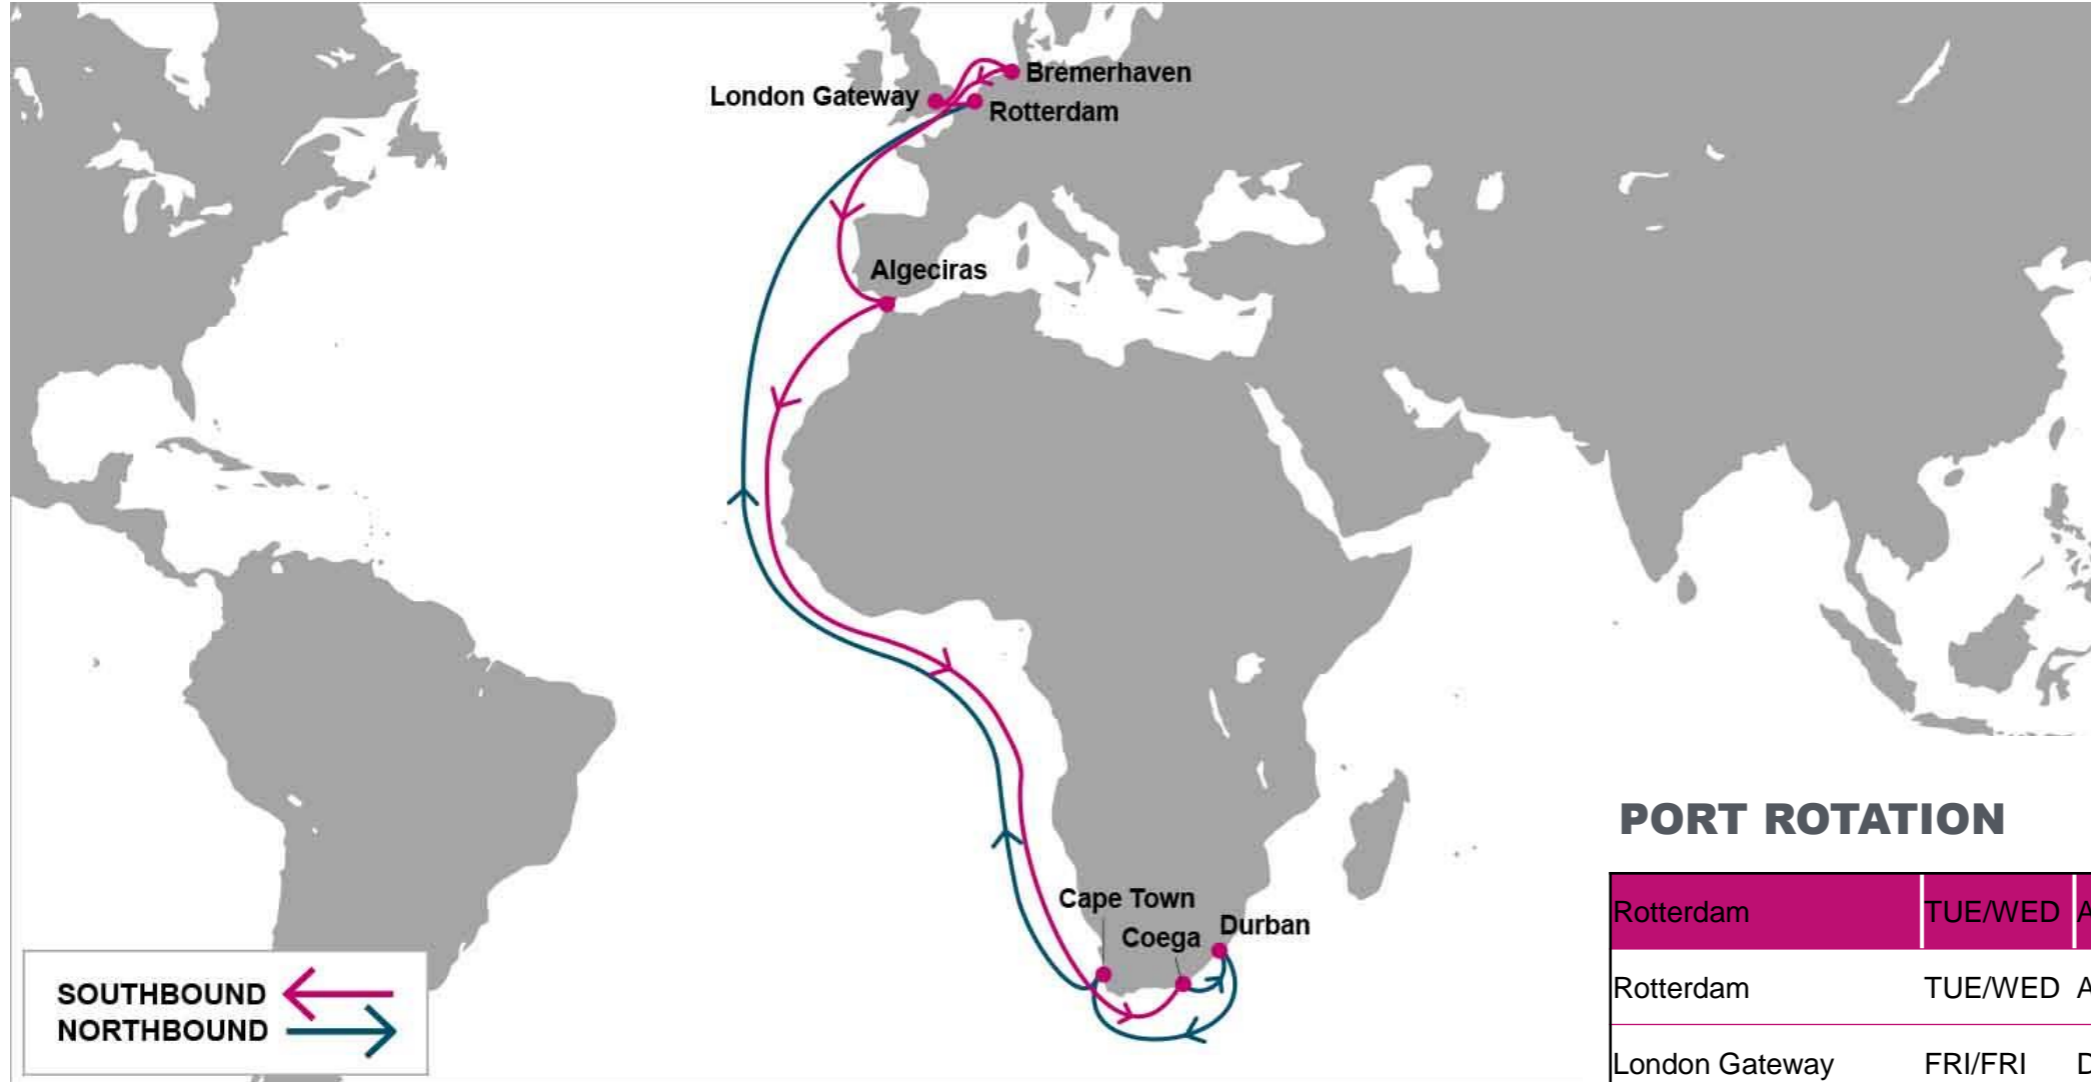 Bremerhaven
London Gateway
Rotterdam
Algeciras
Cape Town
Coega
Durban
SOUTHBOUND
NORTHBOUND
PORT ROTATION
Rotterdam TUE/WED
Rotterdam TUE/WED
London Gateway FRI/FRI